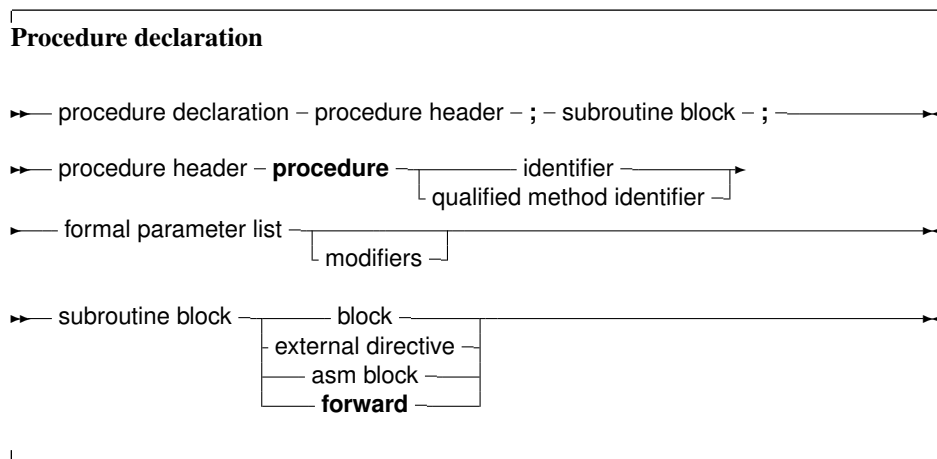 Procedure declaration
procedure declaration procedure header ; subroutine block ;
procedure header procedure identifier
qualified method identifier
formal parameter list
modifiers
subroutine block block
external directive
asm block
forward